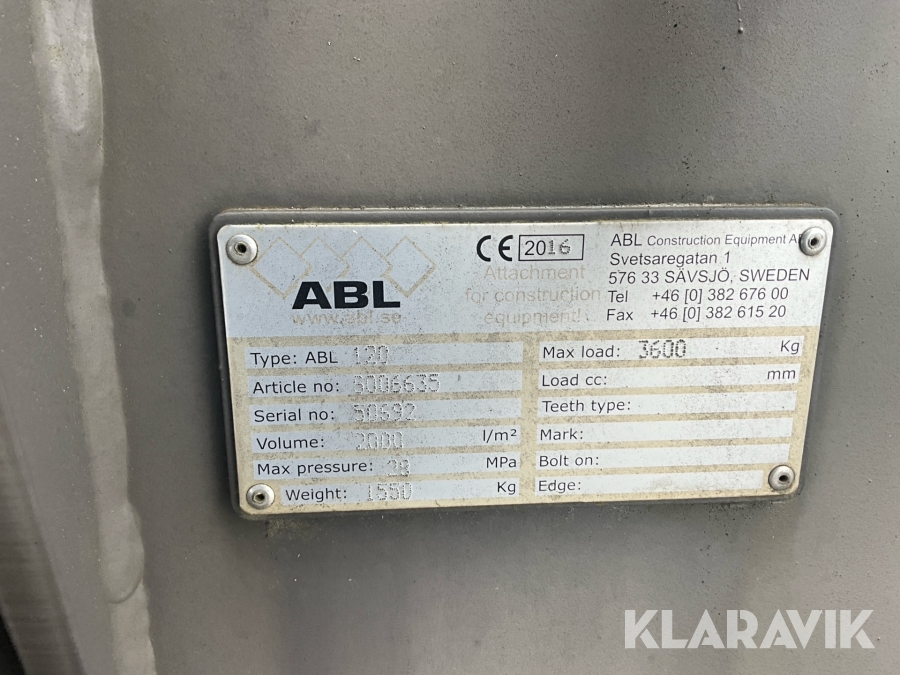 ABL
www.abl.se
CE 2016
Attachment
for construction
equipment!
ABL Construction Equipment AB
Svetsaregatan 1
576 33 SÄVSJÖ, SWEDEN
Tel +46 [0] 382 676 00
Fax +46 [0] 382 615 20
Type: ABL 120
Article no: 3006635
Serial no: 50692
Volume: 2000 l/m²
Max pressure: 28 MPa
Weight: 1550 Kg
Max load: 3600 Kg
Load cc: mm
Teeth type:
Mark:
Bolt on:
Edge:
KLARAVIK